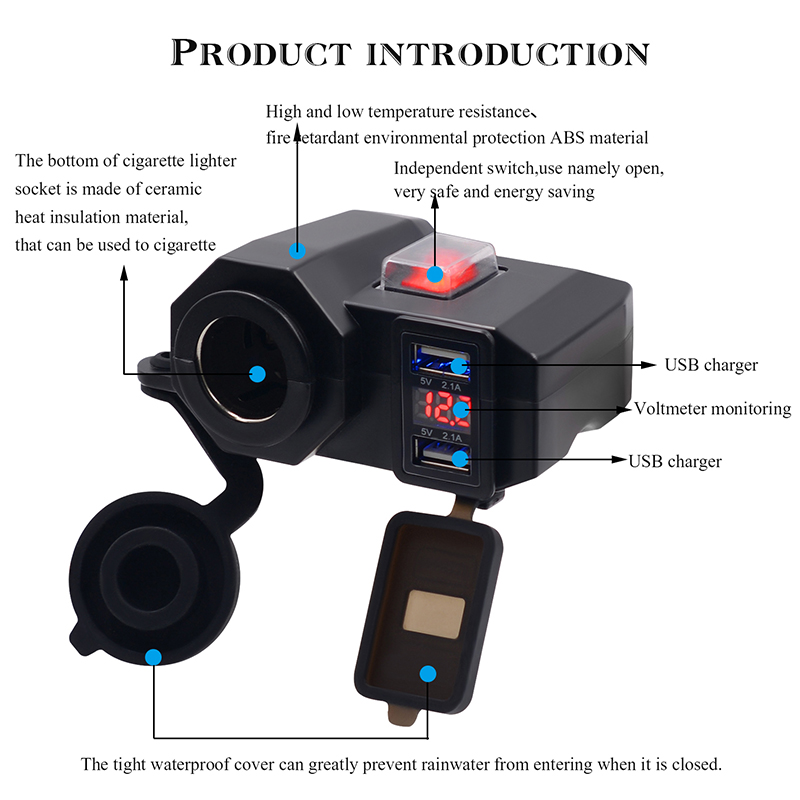 PRODUCT INTRODUCTION
High and low temperature resistance、
fire retardant environmental protection ABS material
The bottom of cigarette lighter
socket is made of ceramic
heat insulation material,
that can be used to cigarette
Independent switch,use namely open,
very safe and energy saving
USB charger
5V 2.1A
12.2
Voltmeter monitoring
5V 2.1A
USB charger
The tight waterproof cover can greatly prevent rainwater from entering when it is closed.